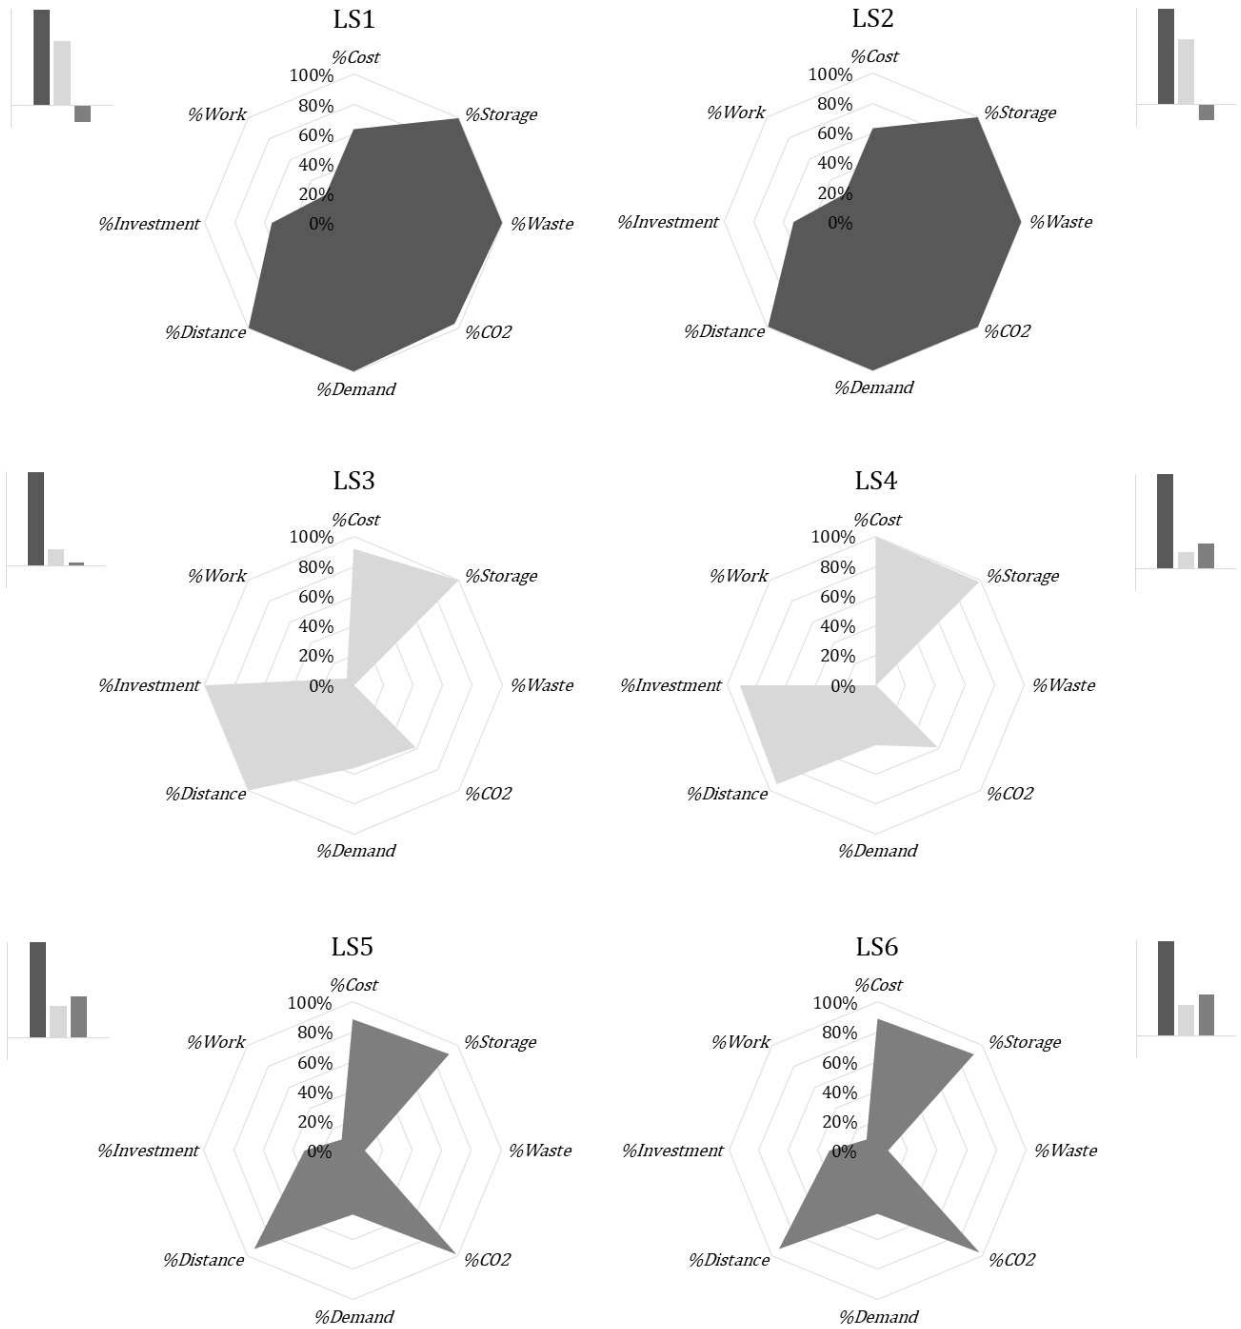 LS1
%Cost
100%
80%
60%
40%
20%
0%
%Work
%Storage
%Investment
%Waste
%Distance
%CO2
%Demand
LS2
%Cost
100%
80%
60%
40%
20%
0%
%Work
%Storage
%Investment
%Waste
%Distance
%CO2
%Demand
LS3
%Cost
100%
80%
60%
40%
20%
0%
%Work
%Storage
%Investment
%Waste
%Distance
%CO2
%Demand
LS4
%Cost
100%
80%
60%
40%
20%
0%
%Work
%Storage
%Investment
%Waste
%Distance
%CO2
%Demand
LS5
%Cost
100%
80%
60%
40%
20%
0%
%Work
%Storage
%Investment
%Waste
%Distance
%CO2
%Demand
LS6
%Cost
100%
80%
60%
40%
20%
0%
%Work
%Storage
%Investment
%Waste
%Distance
%CO2
%Demand